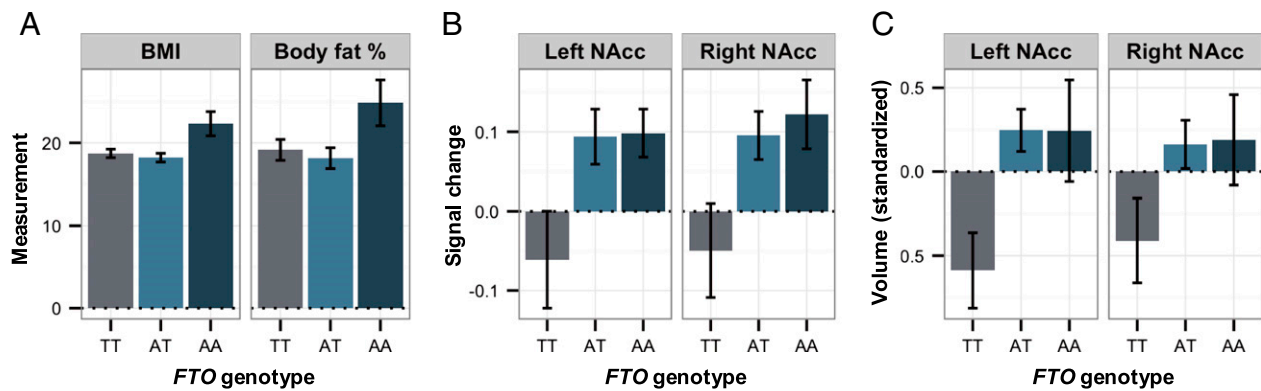 A
BMI
Body fat %
Measurement
20
10
0
TT
AT
AA
TT
AT
AA
FTO genotype
B
Left NAcc
Right NAcc
Signal change
0.1
0.0
-0.1
TT
AT
AA
TT
AT
AA
FTO genotype
C
Left NAcc
Right NAcc
Volume (standardized)
0.5
0.0
0.5
TT
AT
AA
TT
AT
AA
FTO genotype